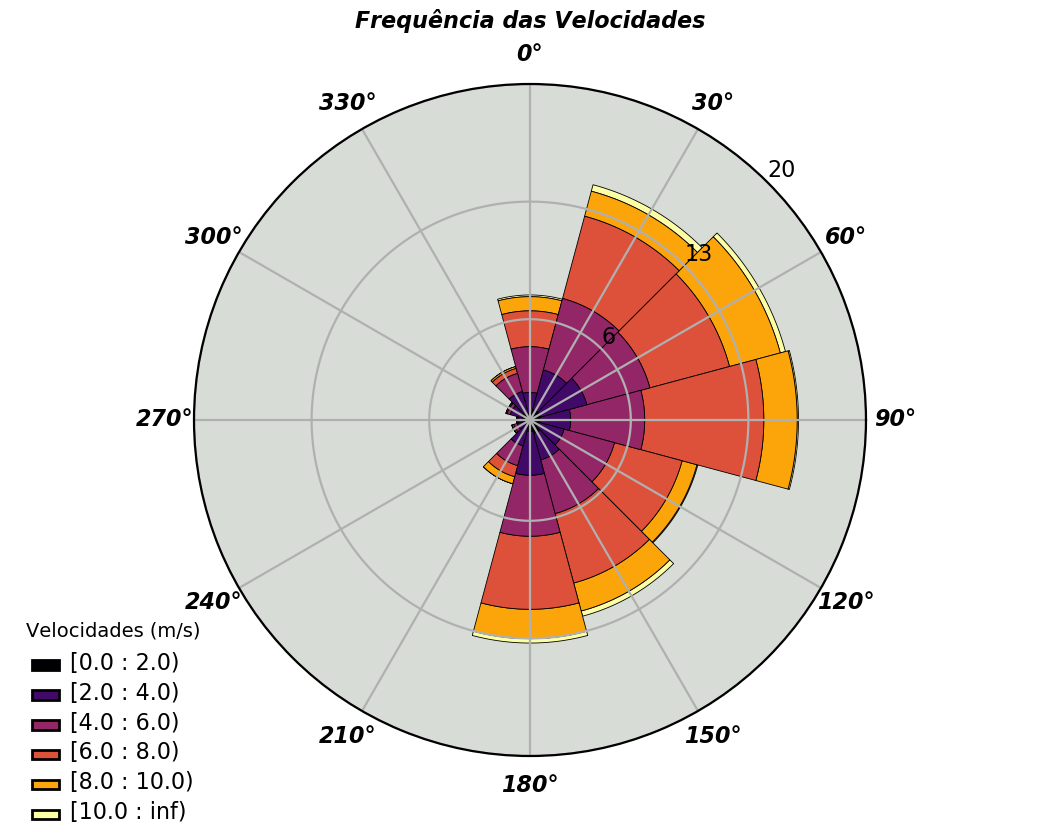 Frequência das Velocidades
0°
330°
30°
20
300°
60°
13
6
270°
90°
240°
120°
210°
150°
180°
Velocidades (m/s)
[0.0 : 2.0)
[2.0 : 4.0)
[4.0 : 6.0)
[6.0 : 8.0)
[8.0 : 10.0)
[10.0 : inf)